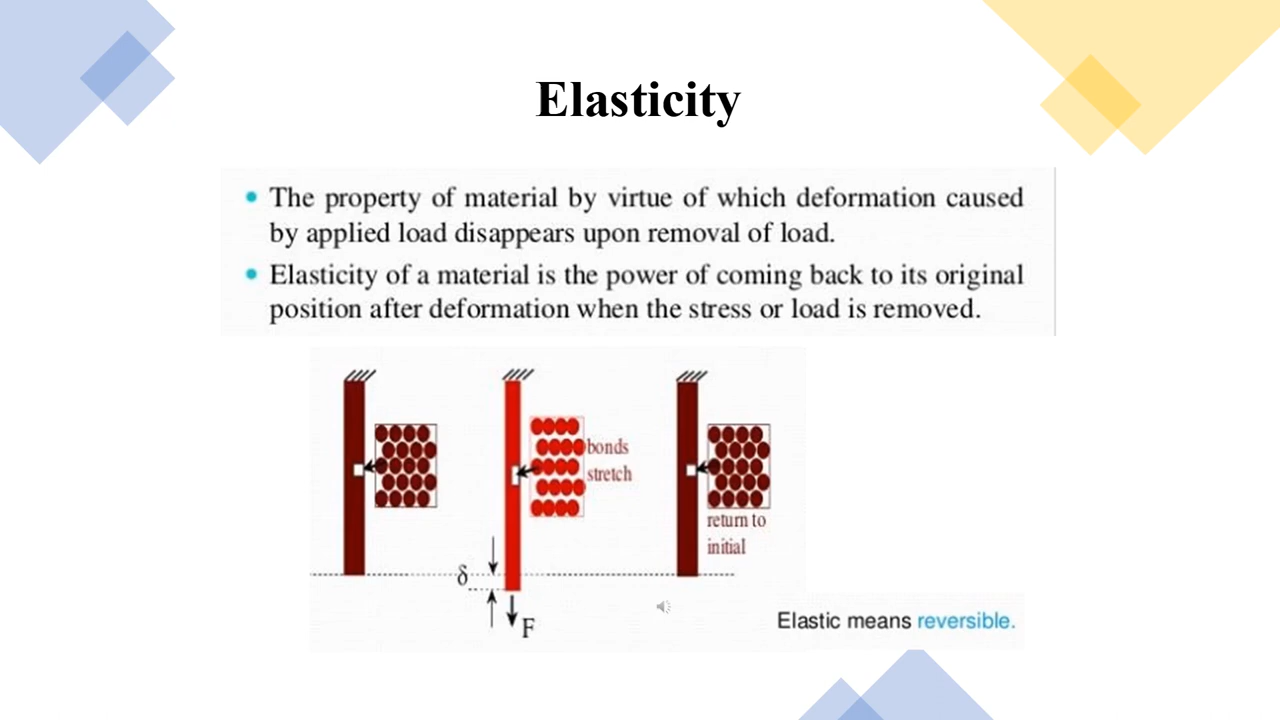 Elasticity
• The property of material by virtue of which deformation caused
by applied load disappears upon removal of load.
• Elasticity of a material is the power of coming back to its original
position after deformation when the stress or load is removed.
bonds
stretch
return to
initial
δ
F
Elastic means reversible.